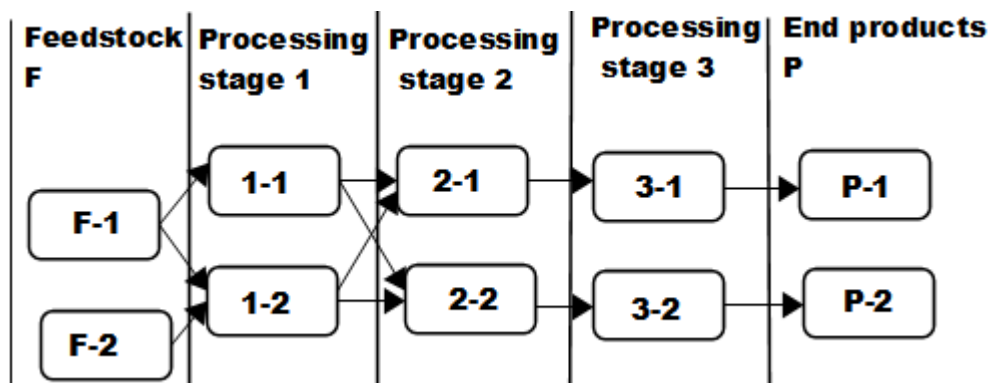 Feedstock
F
Processing
stage 1
Processing
stage 2
Processing
stage 3
End products
P
F-1
F-2
1-1
1-2
2-1
2-2
3-1
3-2
P-1
P-2